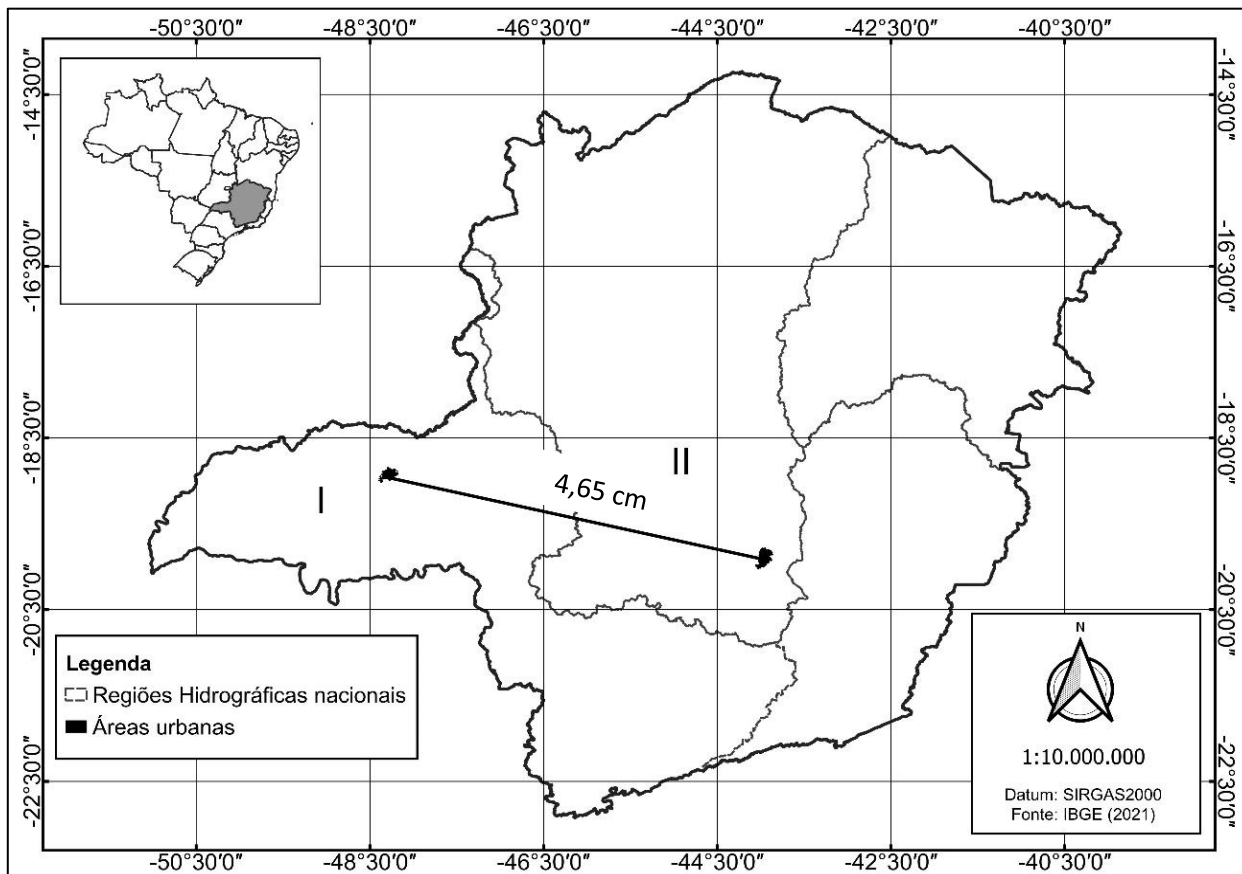 -50°30′0″ -48°30′0″ -46°30′0″ -44°30′0″ -42°30′0″ -40°30′0″
-14°30′0″ -14°30′0″
-16°30′0″ -16°30′0″
-18°30′0″ -18°30′0″
II
4,65 cm
I
-20°30′0″ -20°30′0″
Legenda
Regiões Hidrográficas nacionais
Áreas urbanas
N
1:10.000.000
Datum: SIRGAS2000
Fonte: IBGE (2021)
-22°30′0″ -22°30′0″
-50°30′0″ -48°30′0″ -46°30′0″ -44°30′0″ -42°30′0″ -40°30′0″